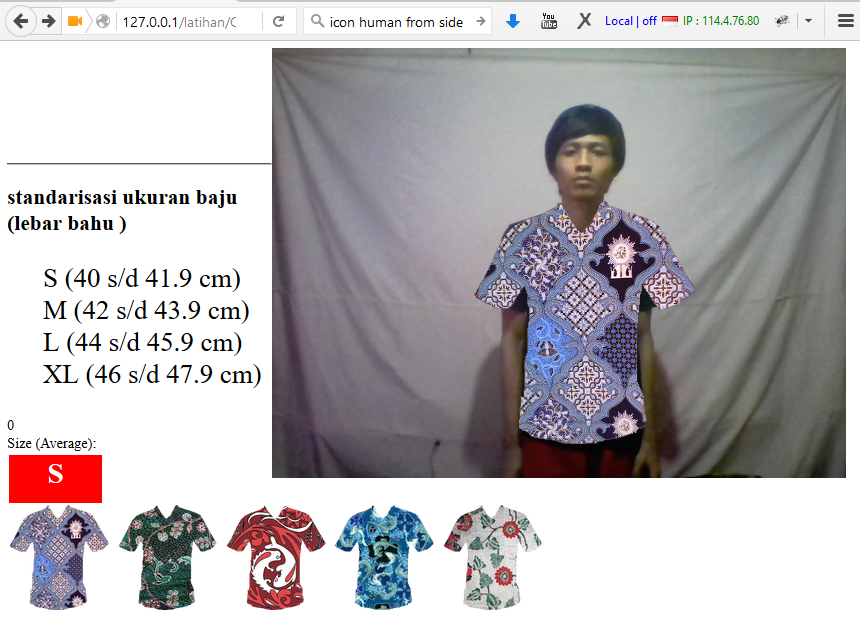 127.0.0.1/latihan/C
icon human from side
You
Tube
Local | off
IP : 114.4.76.80
standarisasi ukuran baju
(lebar bahu )
S (40 s/d 41.9 cm)
M (42 s/d 43.9 cm)
L (44 s/d 45.9 cm)
XL (46 s/d 47.9 cm)
0
Size (Average):
S